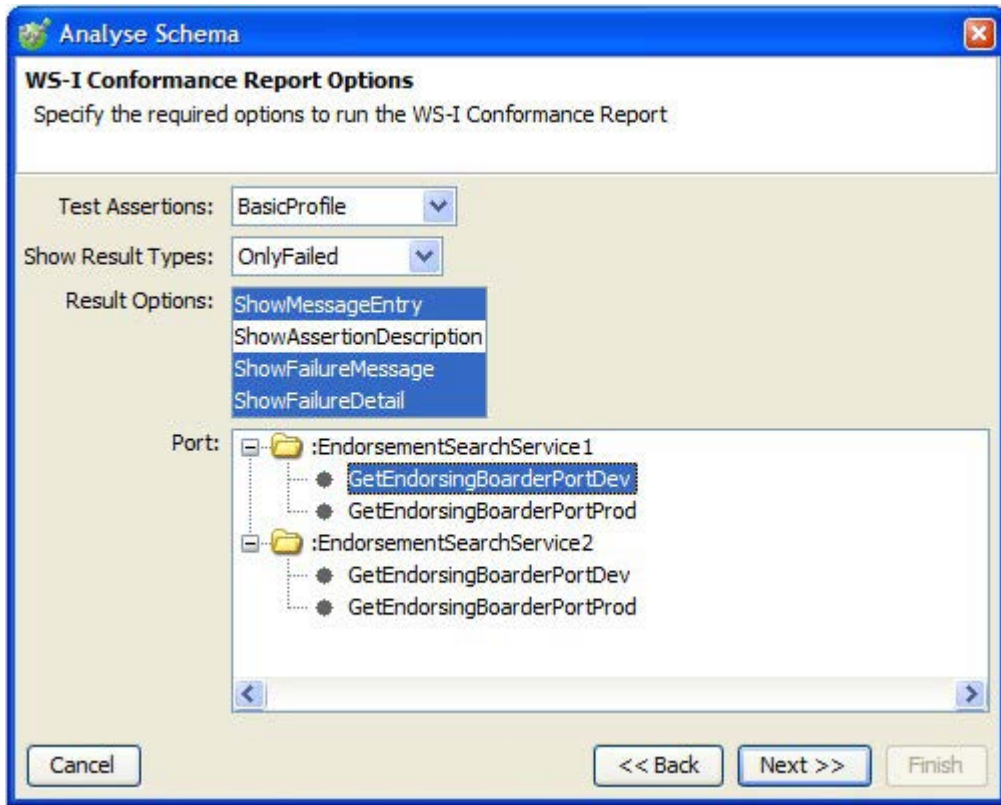 Analyse Schema
WS-I Conformance Report Options
Specify the required options to run the WS-I Conformance Report
Test Assertions: BasicProfile
Show Result Types: OnlyFailed
Result Options: ShowMessageEntry
ShowAssertionDescription
ShowFailureMessage
ShowFailureDetail
Port: :EndorsementSearchService1
GetEndorsingBoarderPortDev
GetEndorsingBoarderPortProd
:EndorsementSearchService2
GetEndorsingBoarderPortDev
GetEndorsingBoarderPortProd
Cancel << Back Next >> Finish